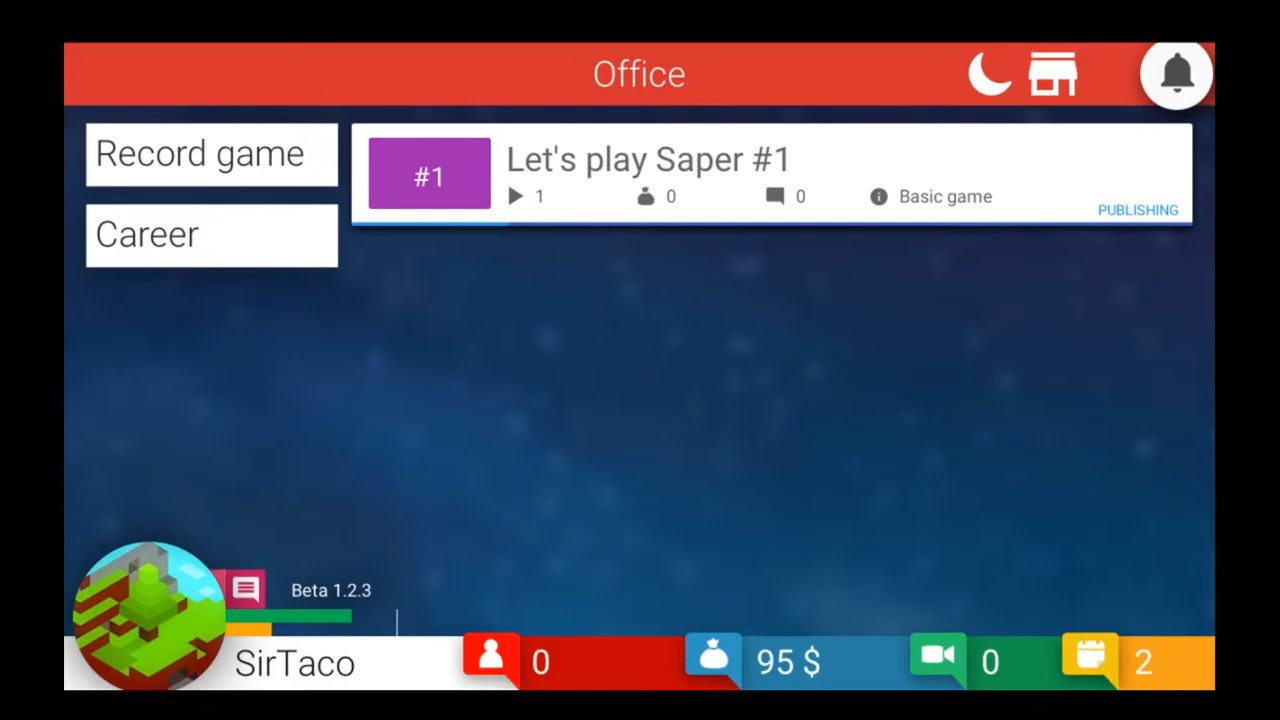 Office
Record game
Career
#1
Let's play Saper #1
1
0
0
Basic game
PUBLISHING
Beta 1.2.3
SirTaco
0
95 $
0
2